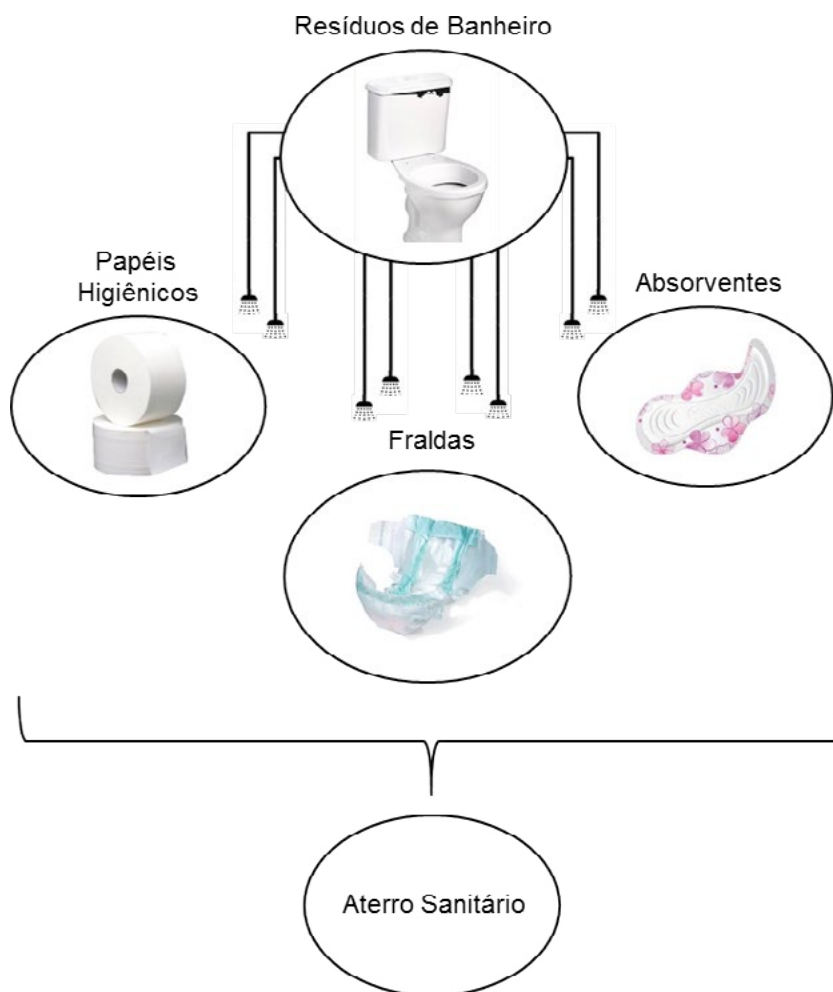 Resíduos de Banheiro
Papéis
Higiênicos
Absorventes
Fraldas
Aterro Sanitário